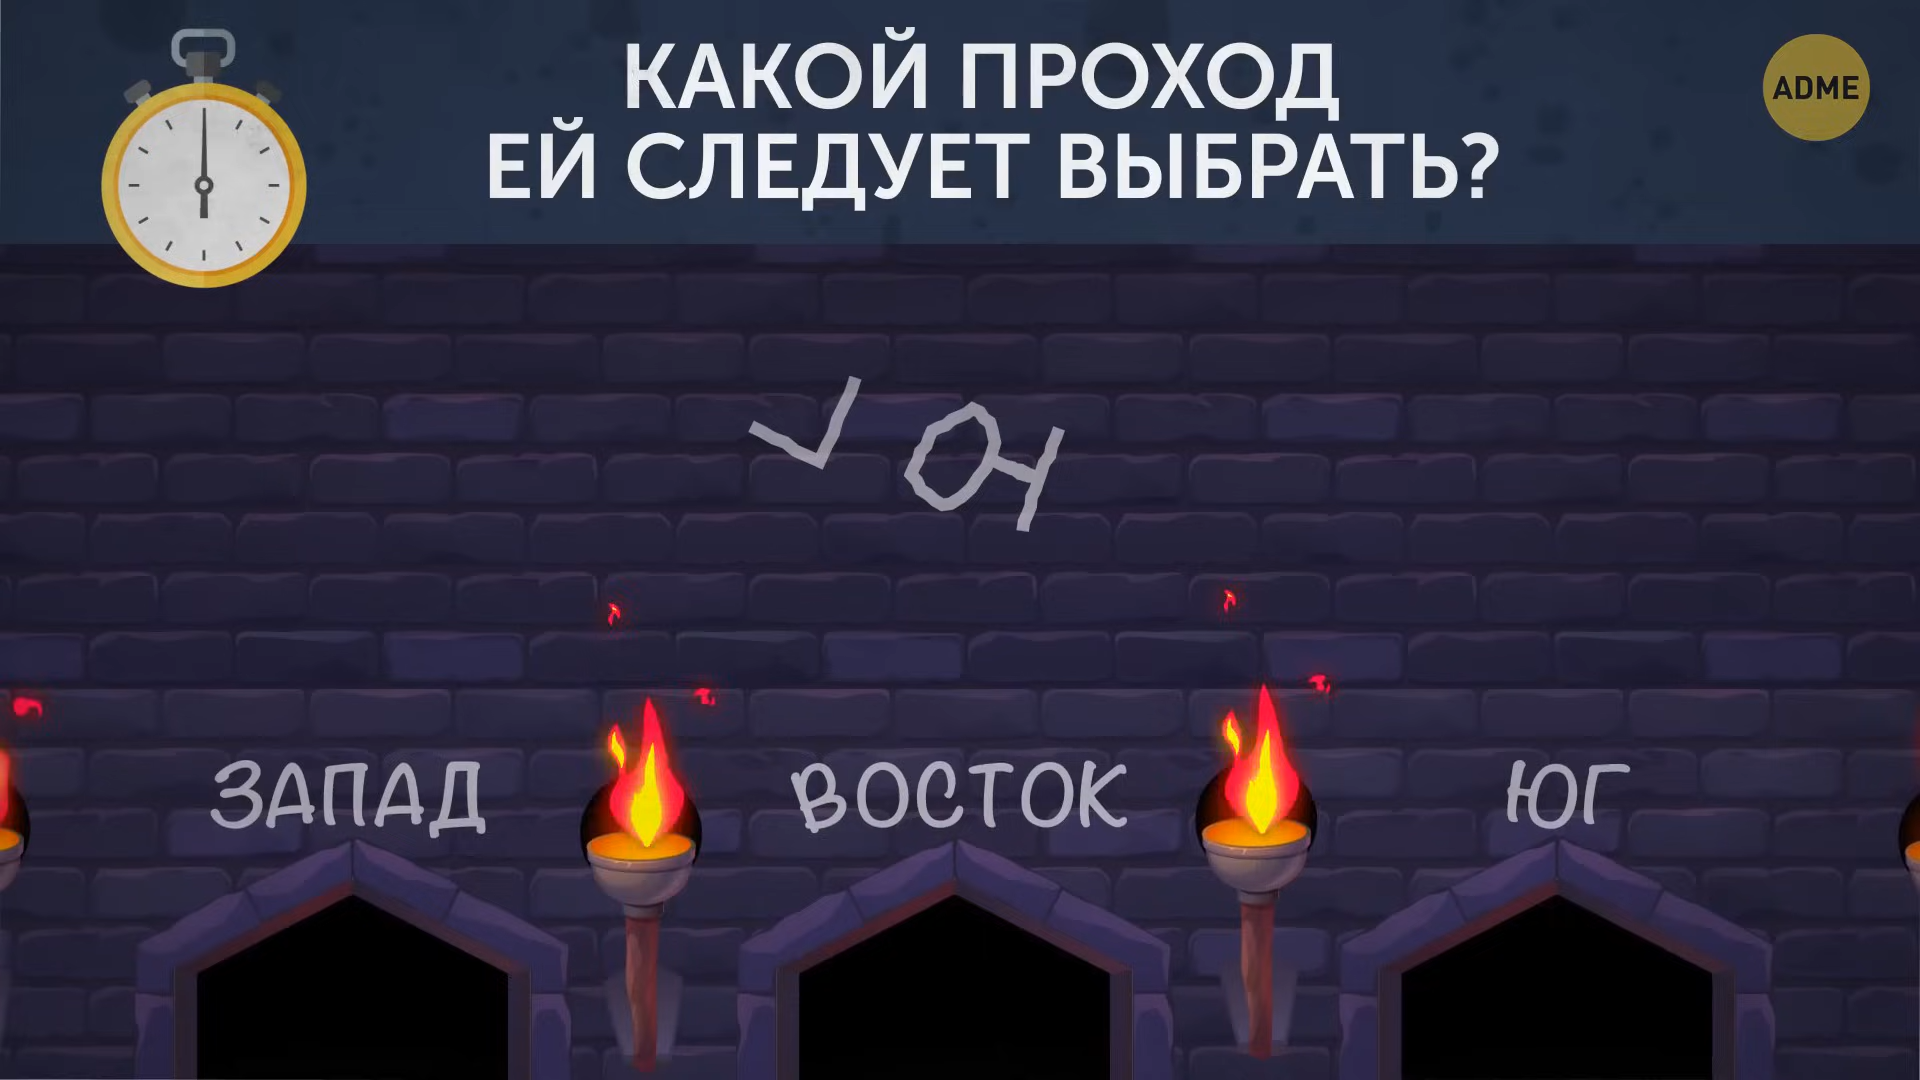 КАКОЙ ПРОХОД
ЕЙ СЛЕДУЕТ ВЫБРАТЬ?
ADME
ЗАПАД
ВОСТОК
ЮГ